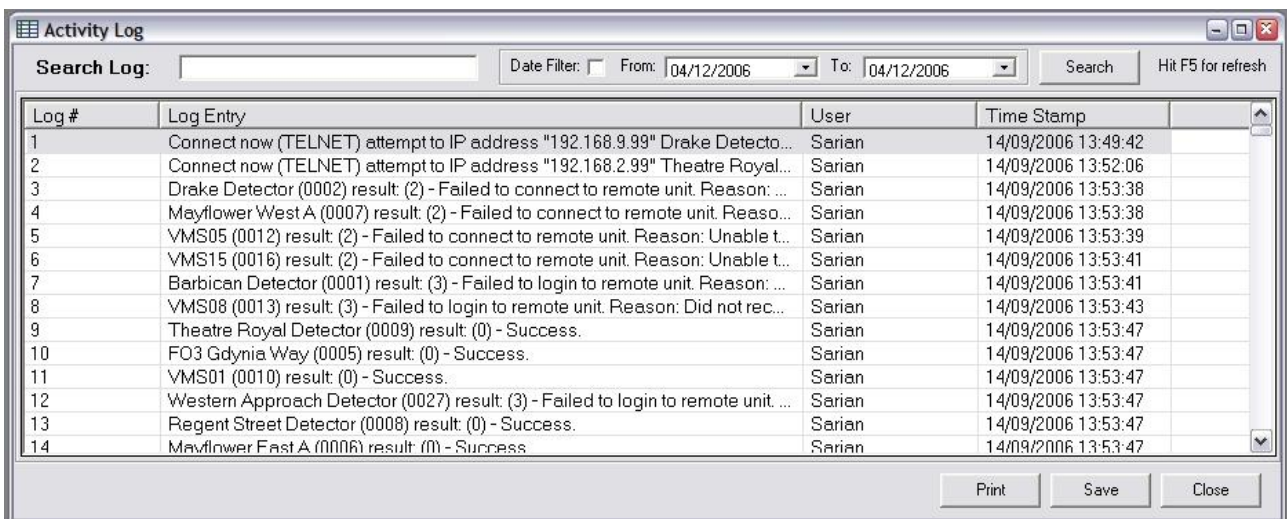 Activity Log
Search Log: Date Filter: From: 04/12/2006 To: 04/12/2006 Search Hit F5 for refresh
Log # Log Entry User Time Stamp
1 Connect now (TELNET) attempt to IP address "192.168.9.99" Drake Detecto... Sarian 14/09/2006 13:49:42
2 Connect now (TELNET) attempt to IP address "192.168.2.99" Theatre Royal... Sarian 14/09/2006 13:52:06
3 Drake Detector (0002) result: (2) - Failed to connect to remote unit. Reason: ... Sarian 14/09/2006 13:53:38
4 Mayflower West A (0007) result: (2) - Failed to connect to remote unit. Reaso... Sarian 14/09/2006 13:53:38
5 VMS05 (0012) result: (2) - Failed to connect to remote unit. Reason: Unable t... Sarian 14/09/2006 13:53:39
6 VMS15 (0016) result: (2) - Failed to connect to remote unit. Reason: Unable t... Sarian 14/09/2006 13:53:41
7 Barbican Detector (0001) result: (3) - Failed to login to remote unit. Reason: ... Sarian 14/09/2006 13:53:41
8 VMS08 (0013) result: (3) - Failed to login to remote unit. Reason: Did not rec... Sarian 14/09/2006 13:53:43
9 Theatre Royal Detector (0009) result: (0) - Success. Sarian 14/09/2006 13:53:47
10 FO3 Gdynia Way (0005) result: (0) - Success. Sarian 14/09/2006 13:53:47
11 VMS01 (0010) result: (0) - Success. Sarian 14/09/2006 13:53:47
12 Western Approach Detector (0027) result: (3) - Failed to login to remote unit. ... Sarian 14/09/2006 13:53:47
13 Regent Street Detector (0008) result: (0) - Success. Sarian 14/09/2006 13:53:47
14 Mayflower East A (0006) result: (0) - Success. Sarian 14/09/2006 13:53:47
Print Save Close